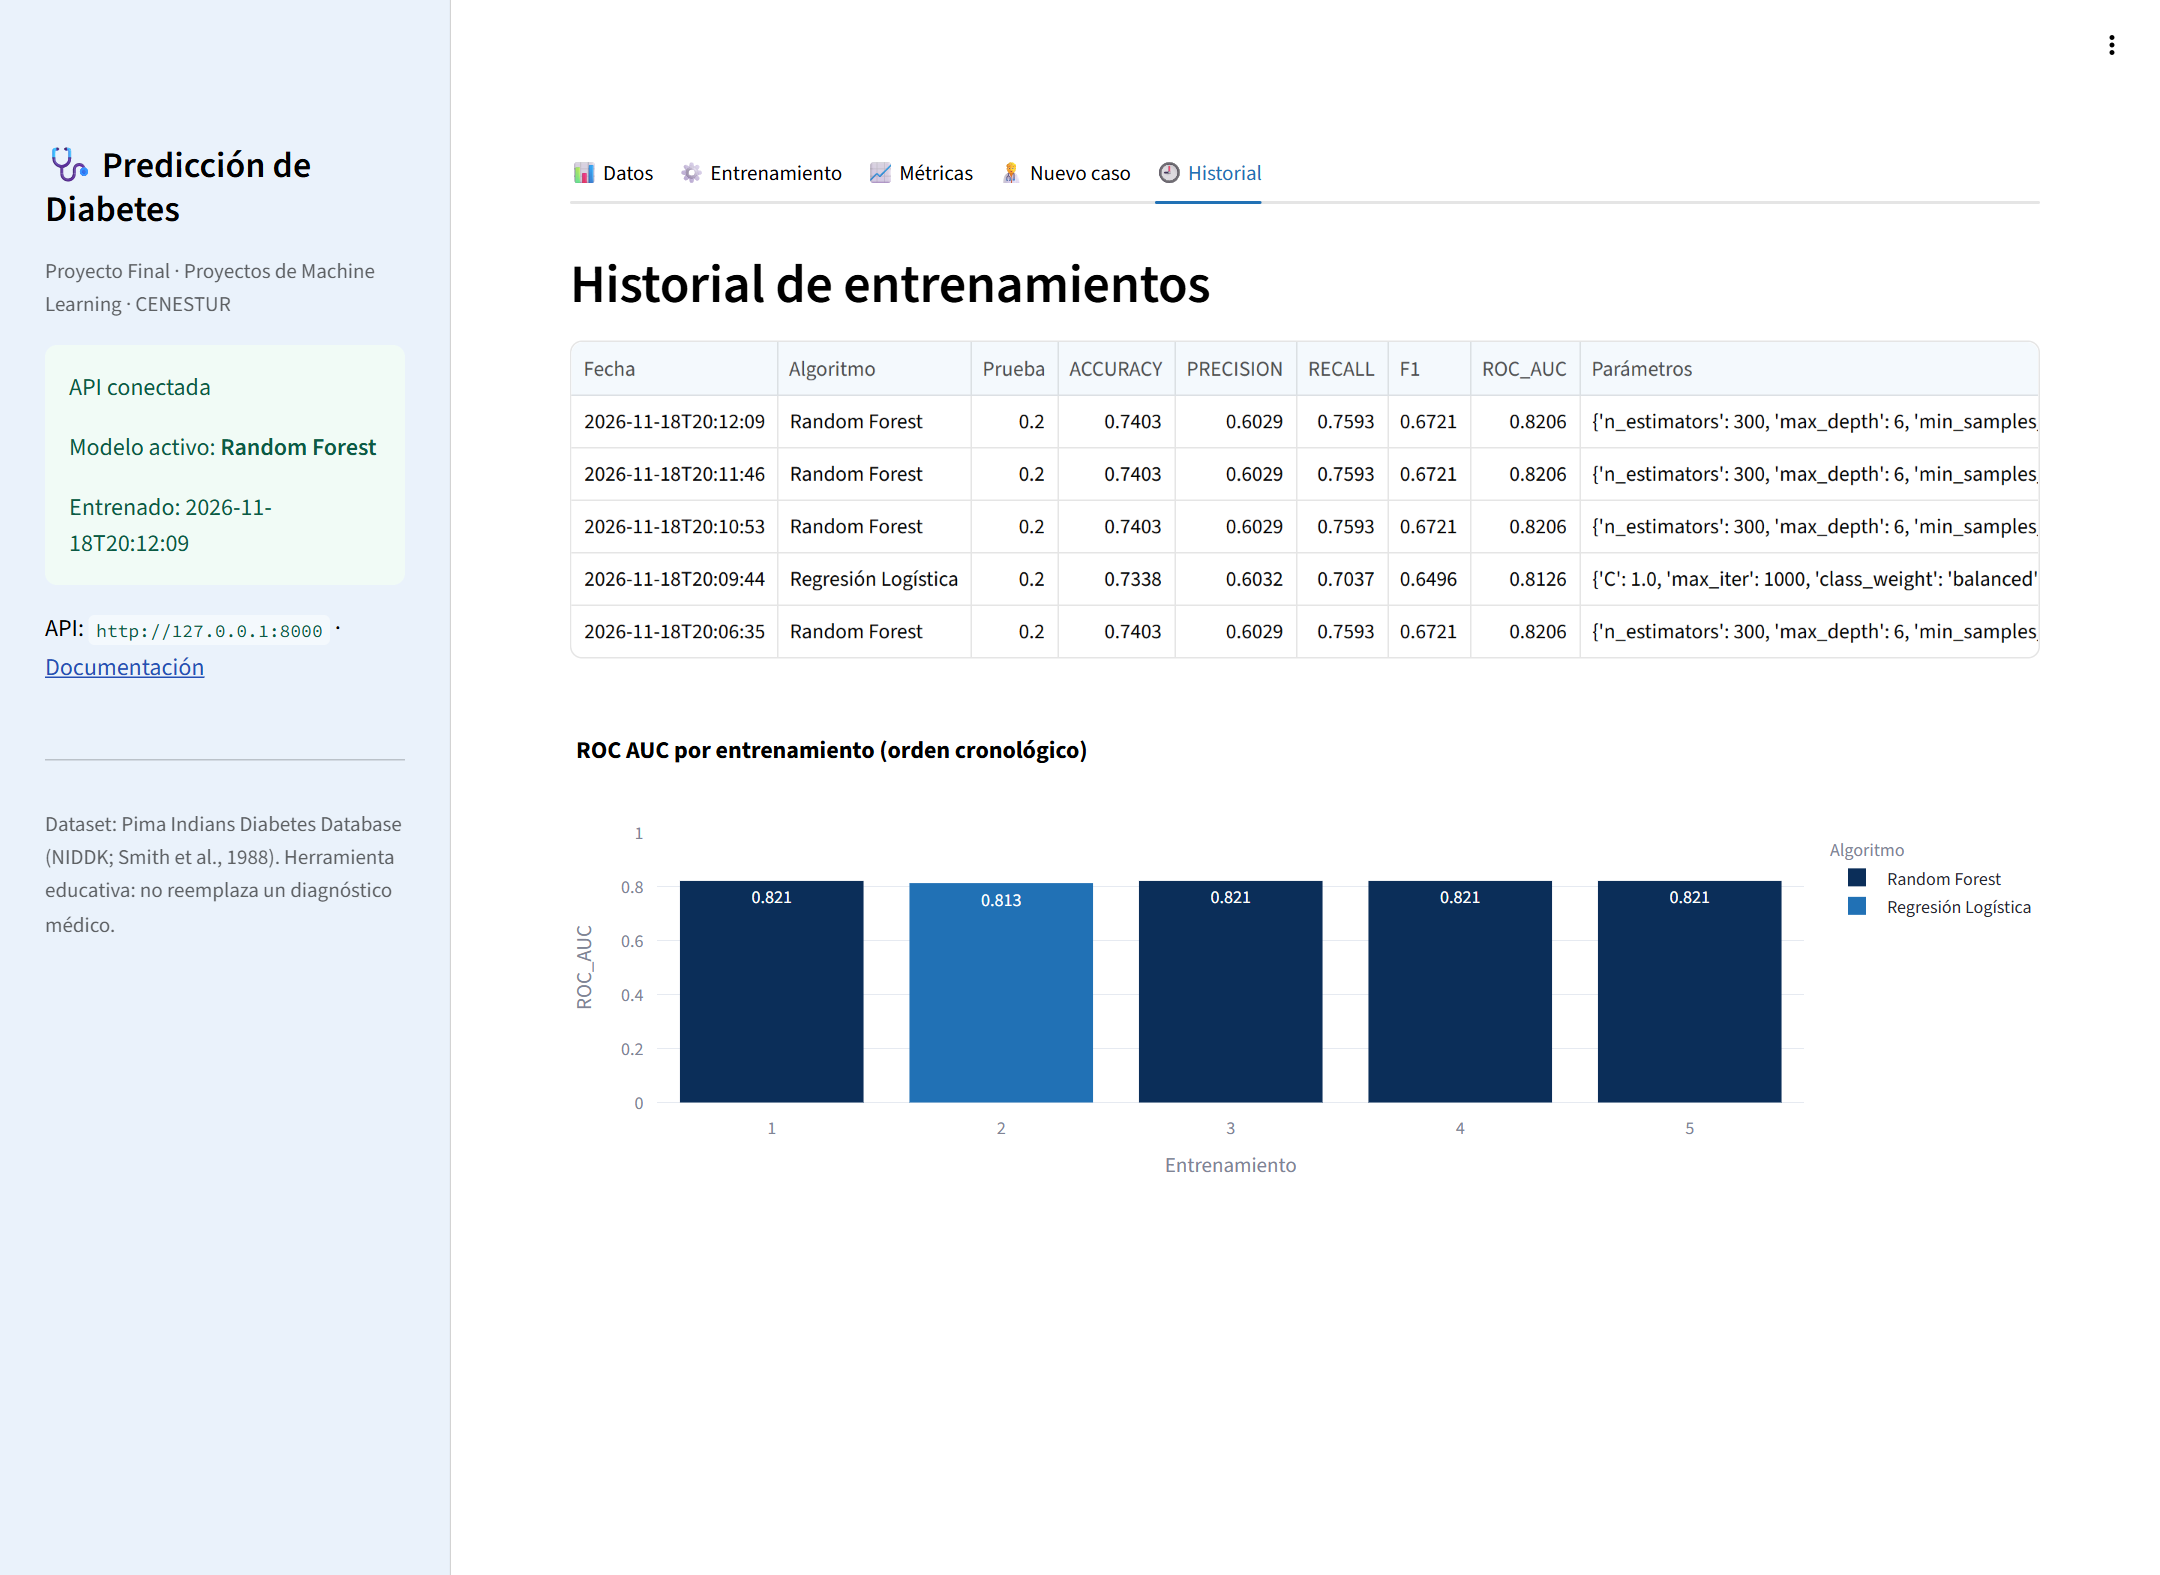 Predicción de
Diabetes
Proyecto Final · Proyectos de Machine
Learning · CENESTUR
API conectada
Modelo activo: Random Forest
Entrenado: 2026-11-
18T20:12:09
API: http://127.0.0.1:8000 ·
Documentación
Dataset: Pima Indians Diabetes Database
(NIDDK; Smith et al., 1988). Herramienta
educativa: no reemplaza un diagnóstico
médico.
Datos Entrenamiento Métricas Nuevo caso Historial
Historial de entrenamientos
Fecha Algoritmo Prueba ACCURACY PRECISION RECALL F1 ROC_AUC Parámetros
2026-11-18T20:12:09 Random Forest 0.2 0.7403 0.6029 0.7593 0.6721 0.8206 {'n_estimators': 300, 'max_depth': 6, 'min_samples_
2026-11-18T20:11:46 Random Forest 0.2 0.7403 0.6029 0.7593 0.6721 0.8206 {'n_estimators': 300, 'max_depth': 6, 'min_samples_
2026-11-18T20:10:53 Random Forest 0.2 0.7403 0.6029 0.7593 0.6721 0.8206 {'n_estimators': 300, 'max_depth': 6, 'min_samples_
2026-11-18T20:09:44 Regresión Logística 0.2 0.7338 0.6032 0.7037 0.6496 0.8126 {'C': 1.0, 'max_iter': 1000, 'class_weight': 'balanced'
2026-11-18T20:06:35 Random Forest 0.2 0.7403 0.6029 0.7593 0.6721 0.8206 {'n_estimators': 300, 'max_depth': 6, 'min_samples_
ROC AUC por entrenamiento (orden cronológico)
ROC_AUC
1
0.8
0.6
0.4
0.2
0
0.821 0.813 0.821 0.821 0.821
1 2 3 4 5
Entrenamiento
Algoritmo
Random Forest
Regresión Logística